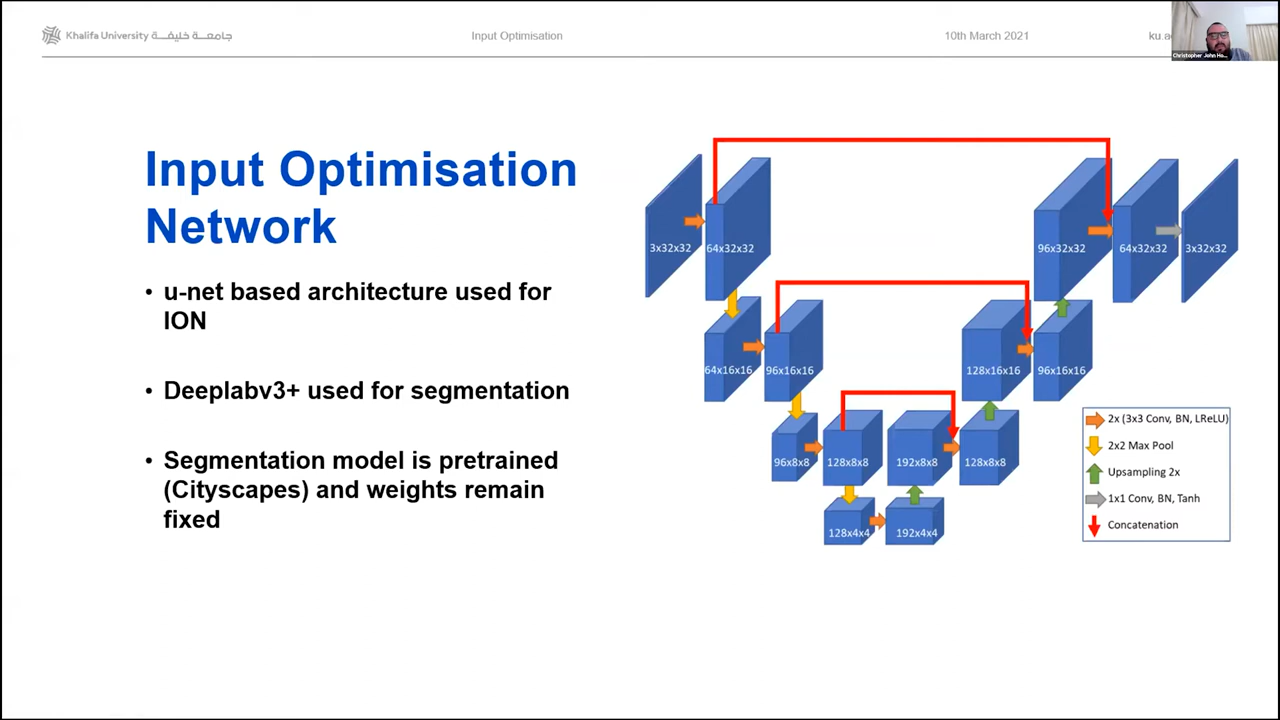 Khalifa University جامعة خليفة
Input Optimisation
10th March 2021
Christopher John Ho...
Input Optimisation
Network
• u-net based architecture used for
ION
• Deeplabv3+ used for segmentation
• Segmentation model is pretrained
(Cityscapes) and weights remain
fixed
3x32x32
64x32x32
96x32x32
64x32x32
3x32x32
64x16x16
96x16x16
128x16x16
96x16x16
96x8x8
128x8x8
192x8x8
128x8x8
128x4x4
192x4x4
2x (3x3 Conv, BN, LReLU)
2x2 Max Pool
Upsampling 2x
1x1 Conv, BN, Tanh
Concatenation